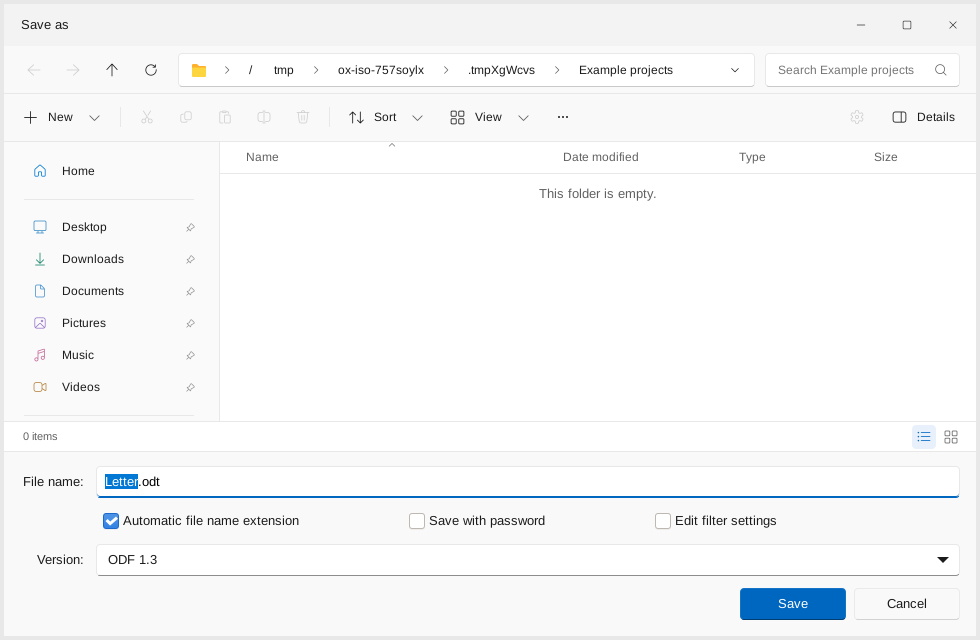 Save as
/ tmp ox-iso-757soylx .tmpXgWcvs Example projects
Search Example projects
New Sort View ... Details
Name Date modified Type Size
This folder is empty.
Home
Desktop
Downloads
Documents
Pictures
Music
Videos
0 items
File name: Letter.odt
Automatic file name extension Save with password Edit filter settings
Version: ODF 1.3
Save Cancel